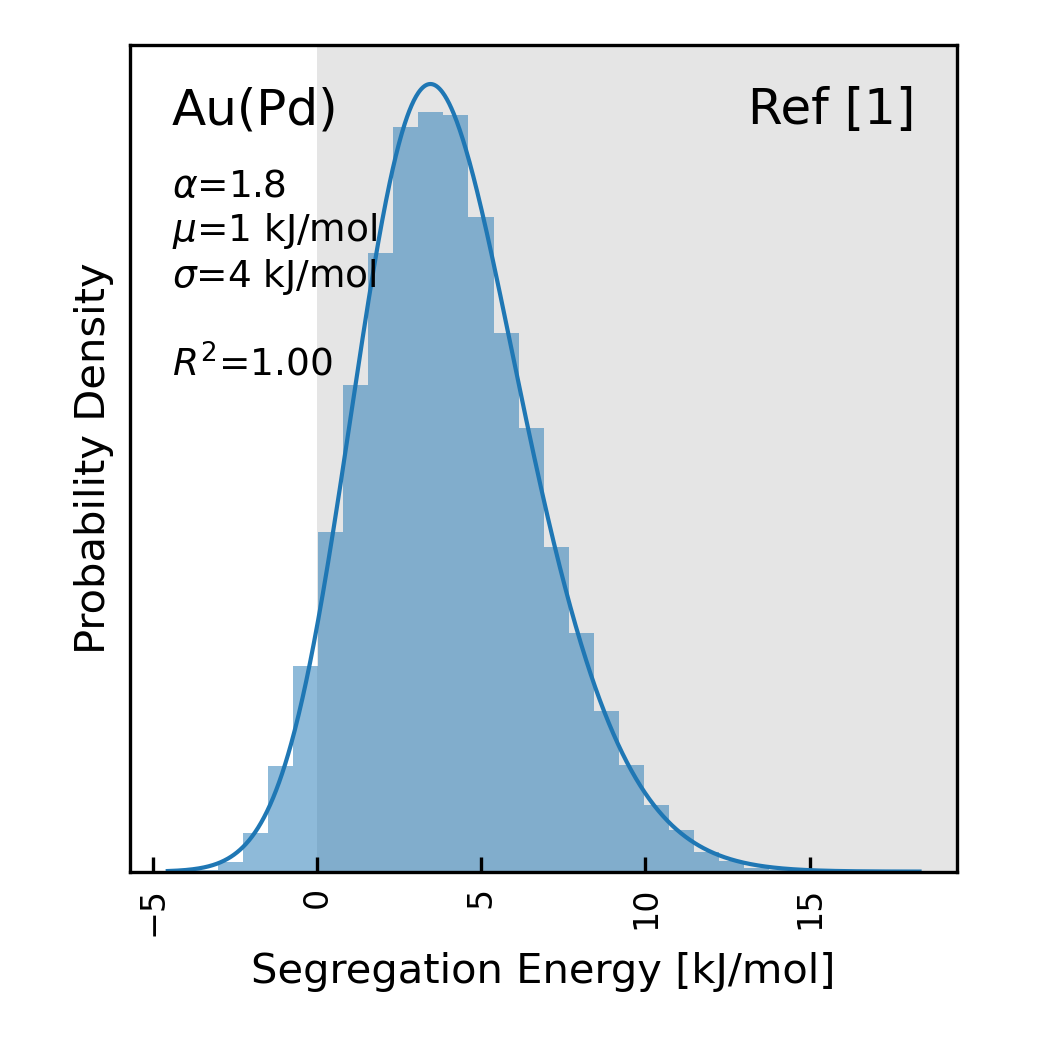 Au(Pd)
Ref [1]
α=1.8
μ=1 kJ/mol
σ=4 kJ/mol
R²=1.00
Probability Density
−5 0 5 10 15
Segregation Energy [kJ/mol]